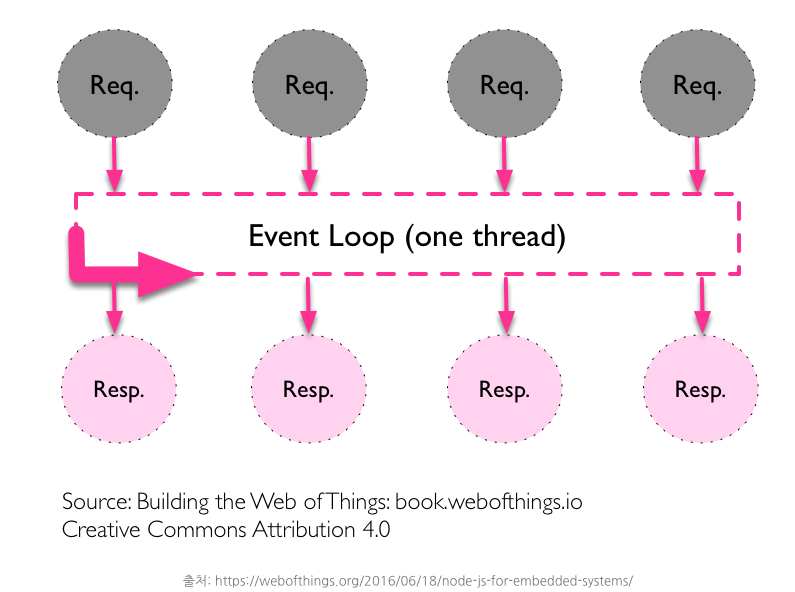 Req. Req. Req. Req.
Event Loop (one thread)
Resp. Resp. Resp. Resp.
Source: Building the Web of Things: book.webofthings.io
Creative Commons Attribution 4.0
출처: https://webofthings.org/2016/06/18/node-js-for-embedded-systems/